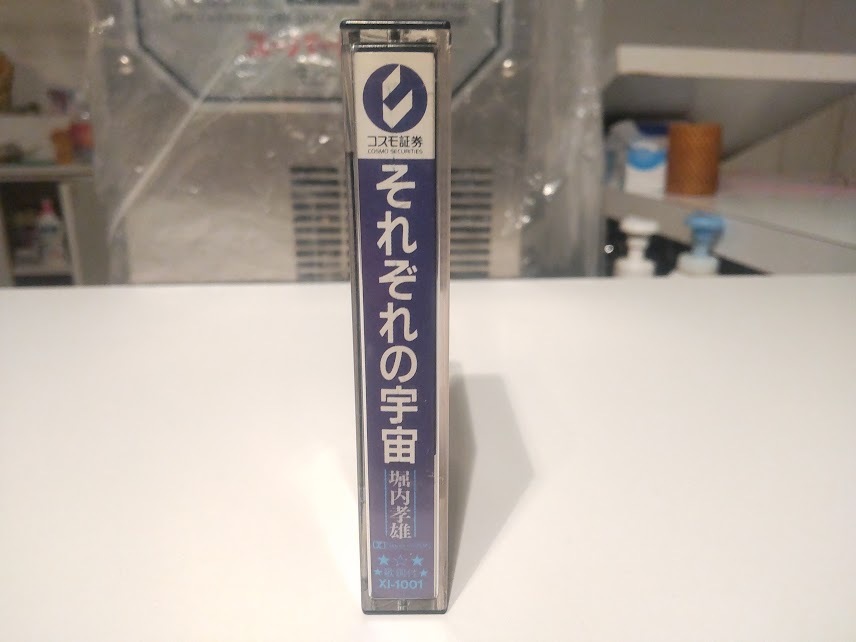 コスモ証券
COSMO SECURITIES
それぞれの宇宙
堀内孝雄
★☆★
XJ-1001